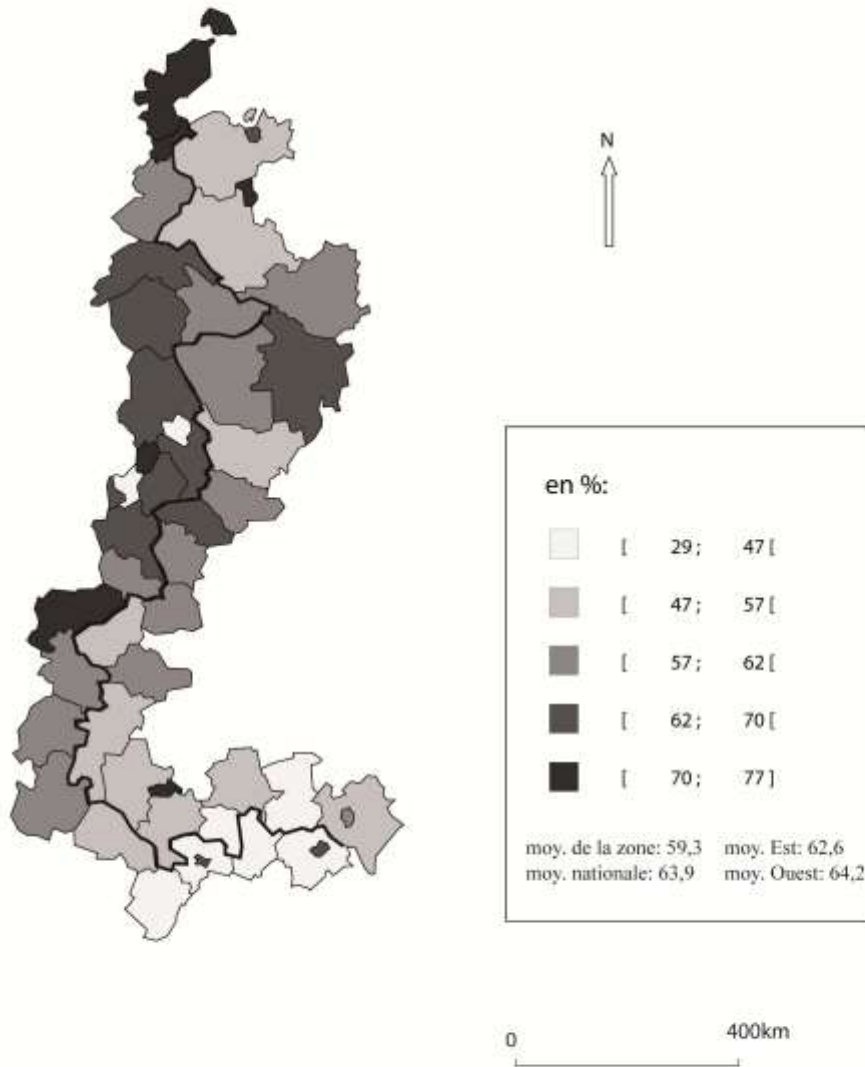 N
en %:
[ 29 ; 47 [
[ 47 ; 57 [
[ 57 ; 62 [
[ 62 ; 70 [
[ 70 ; 77 ]
moy. de la zone: 59,3 moy. Est: 62,6
moy. nationale: 63,9 moy. Ouest: 64,2
0 400km